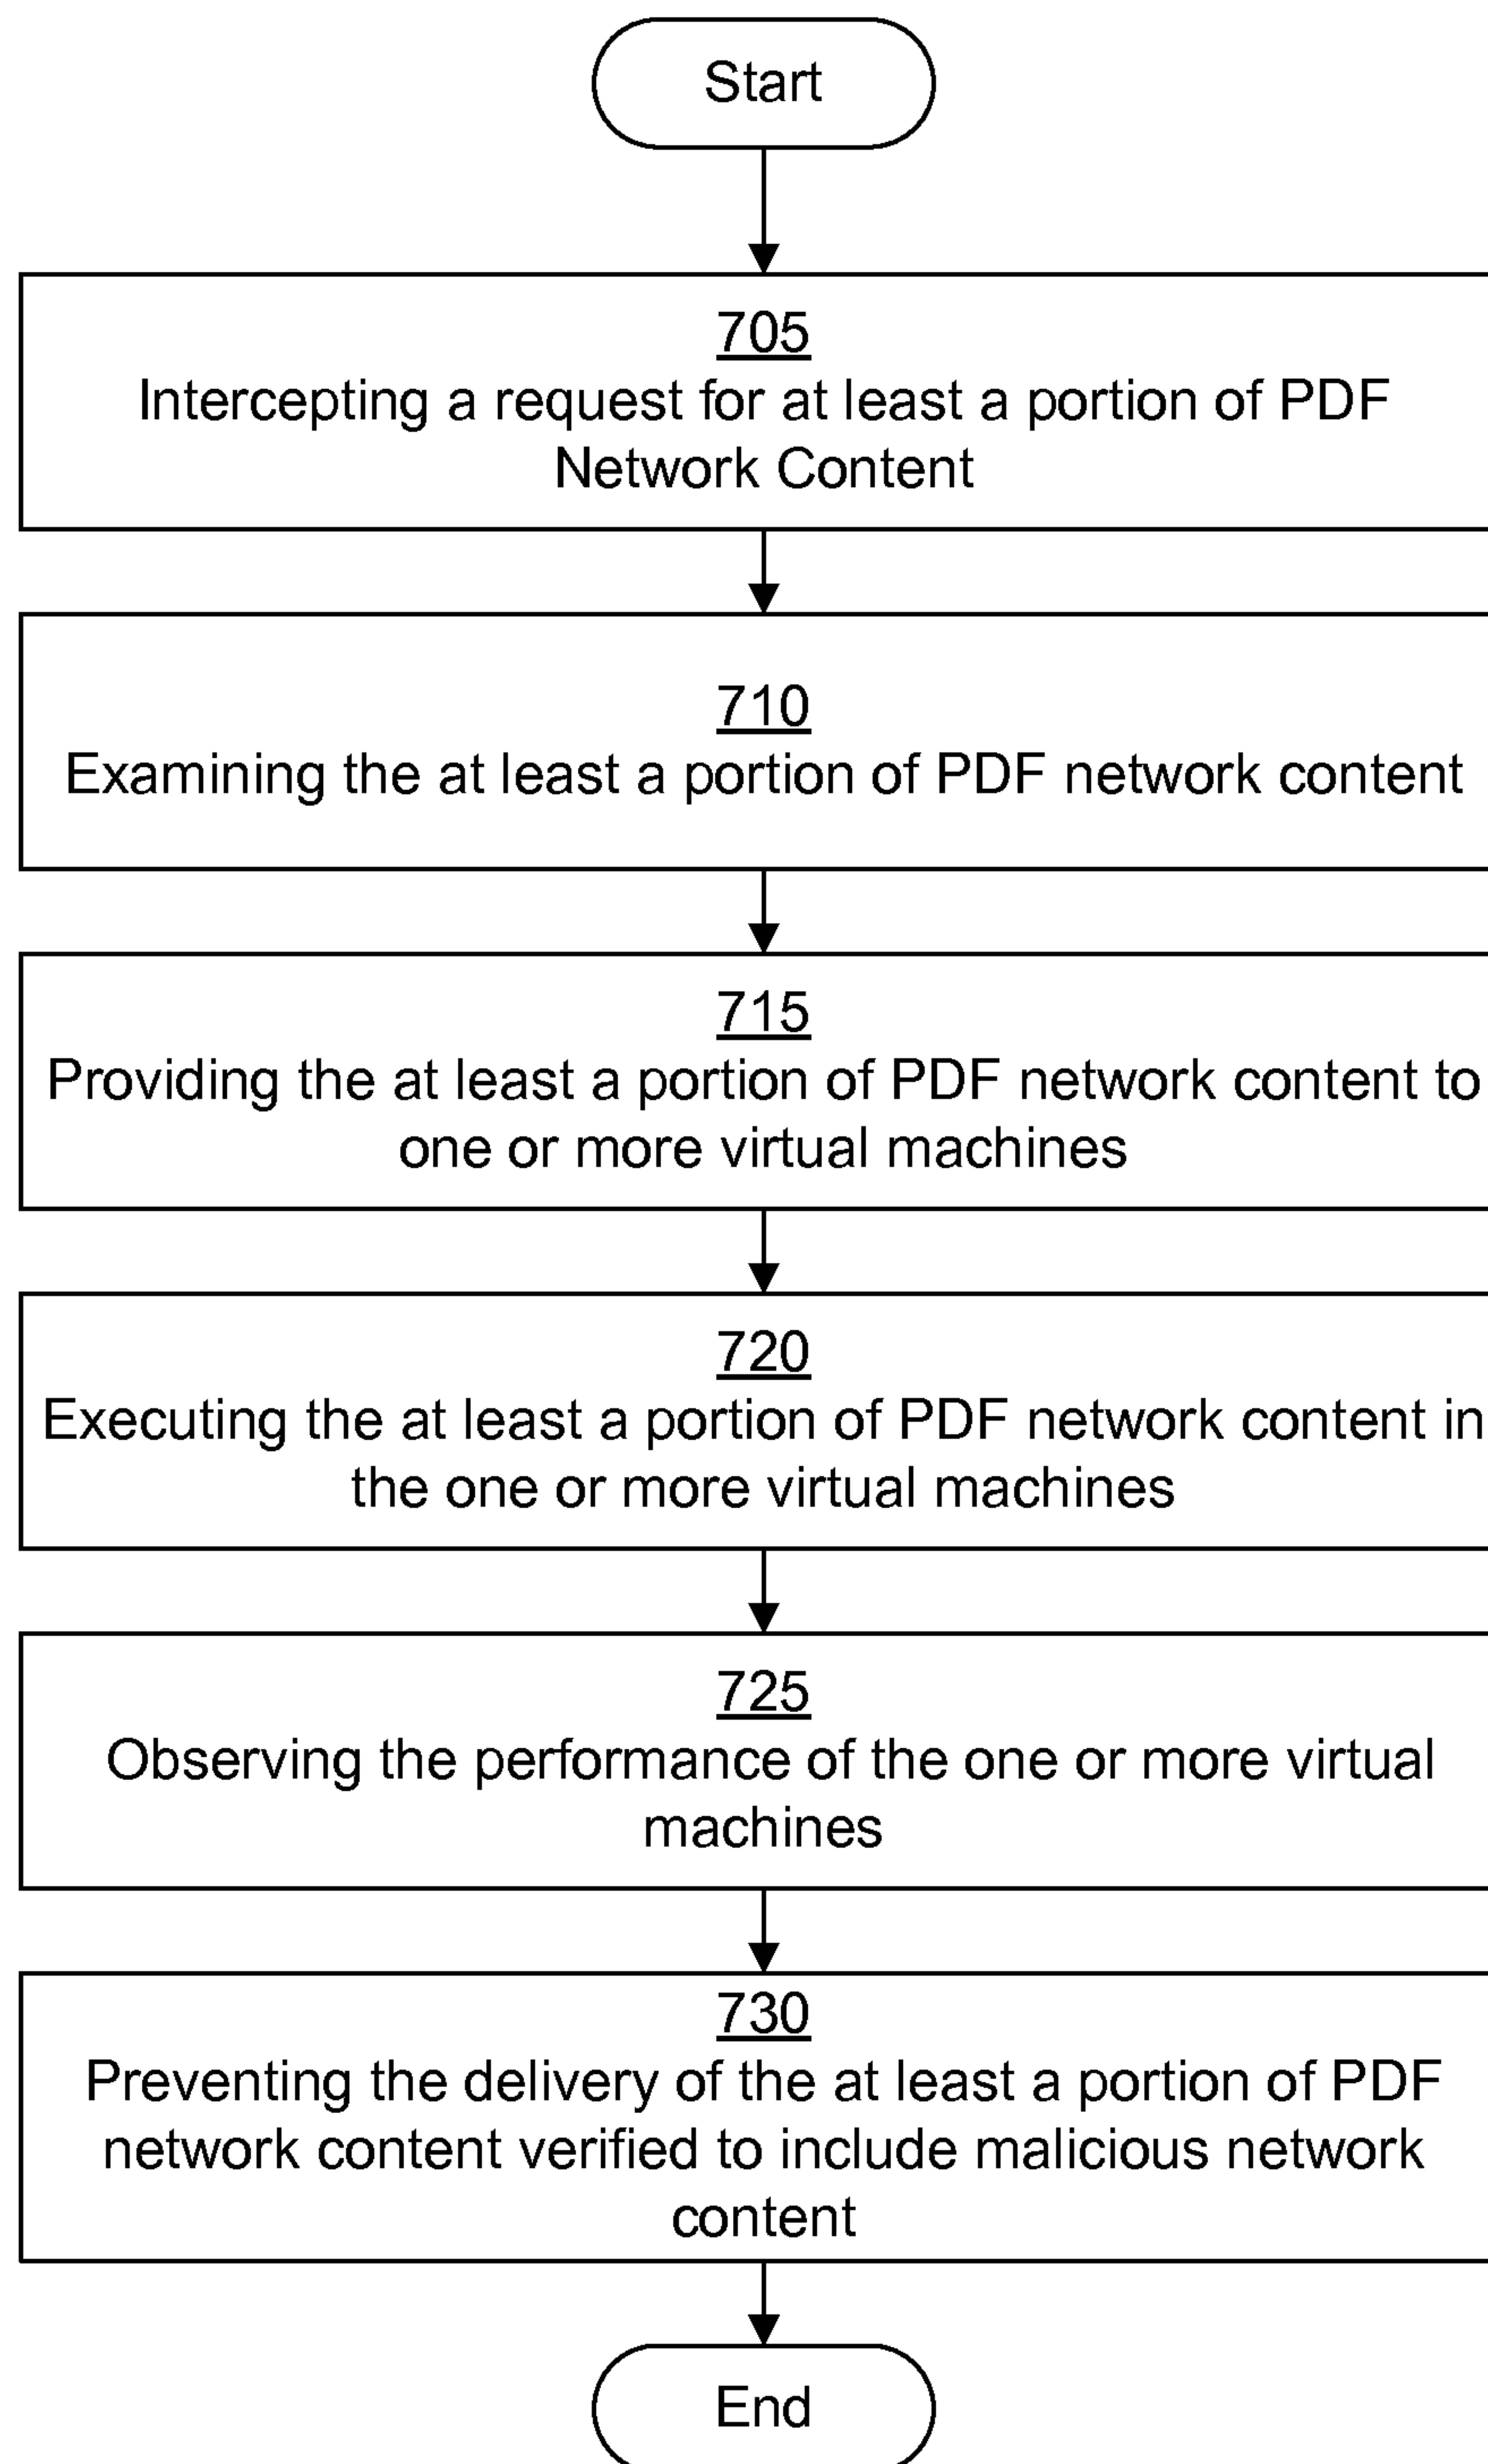 Start
705
Intercepting a request for at least a portion of PDF
Network Content
710
Examining the at least a portion of PDF network content
715
Providing the at least a portion of PDF network content to
one or more virtual machines
720
Executing the at least a portion of PDF network content in
the one or more virtual machines
725
Observing the performance of the one or more virtual
machines
730
Preventing the delivery of the at least a portion of PDF
network content verified to include malicious network
content
End